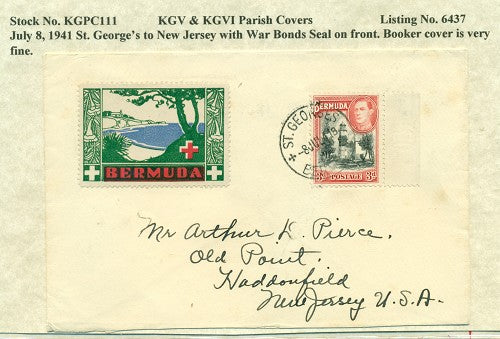 Stock No. KGPC111 KGV & KGVI Parish Covers Listing No. 6437
July 8, 1941 St. George's to New Jersey with War Bonds Seal on front. Booker cover is very
fine.
BERMUDA
ST. GEORGES
BERMUDA
POSTAGE
3d
Mr Arthur K. Pierce.
Old Point.
Haddonfield
New Jersey U.S.A.